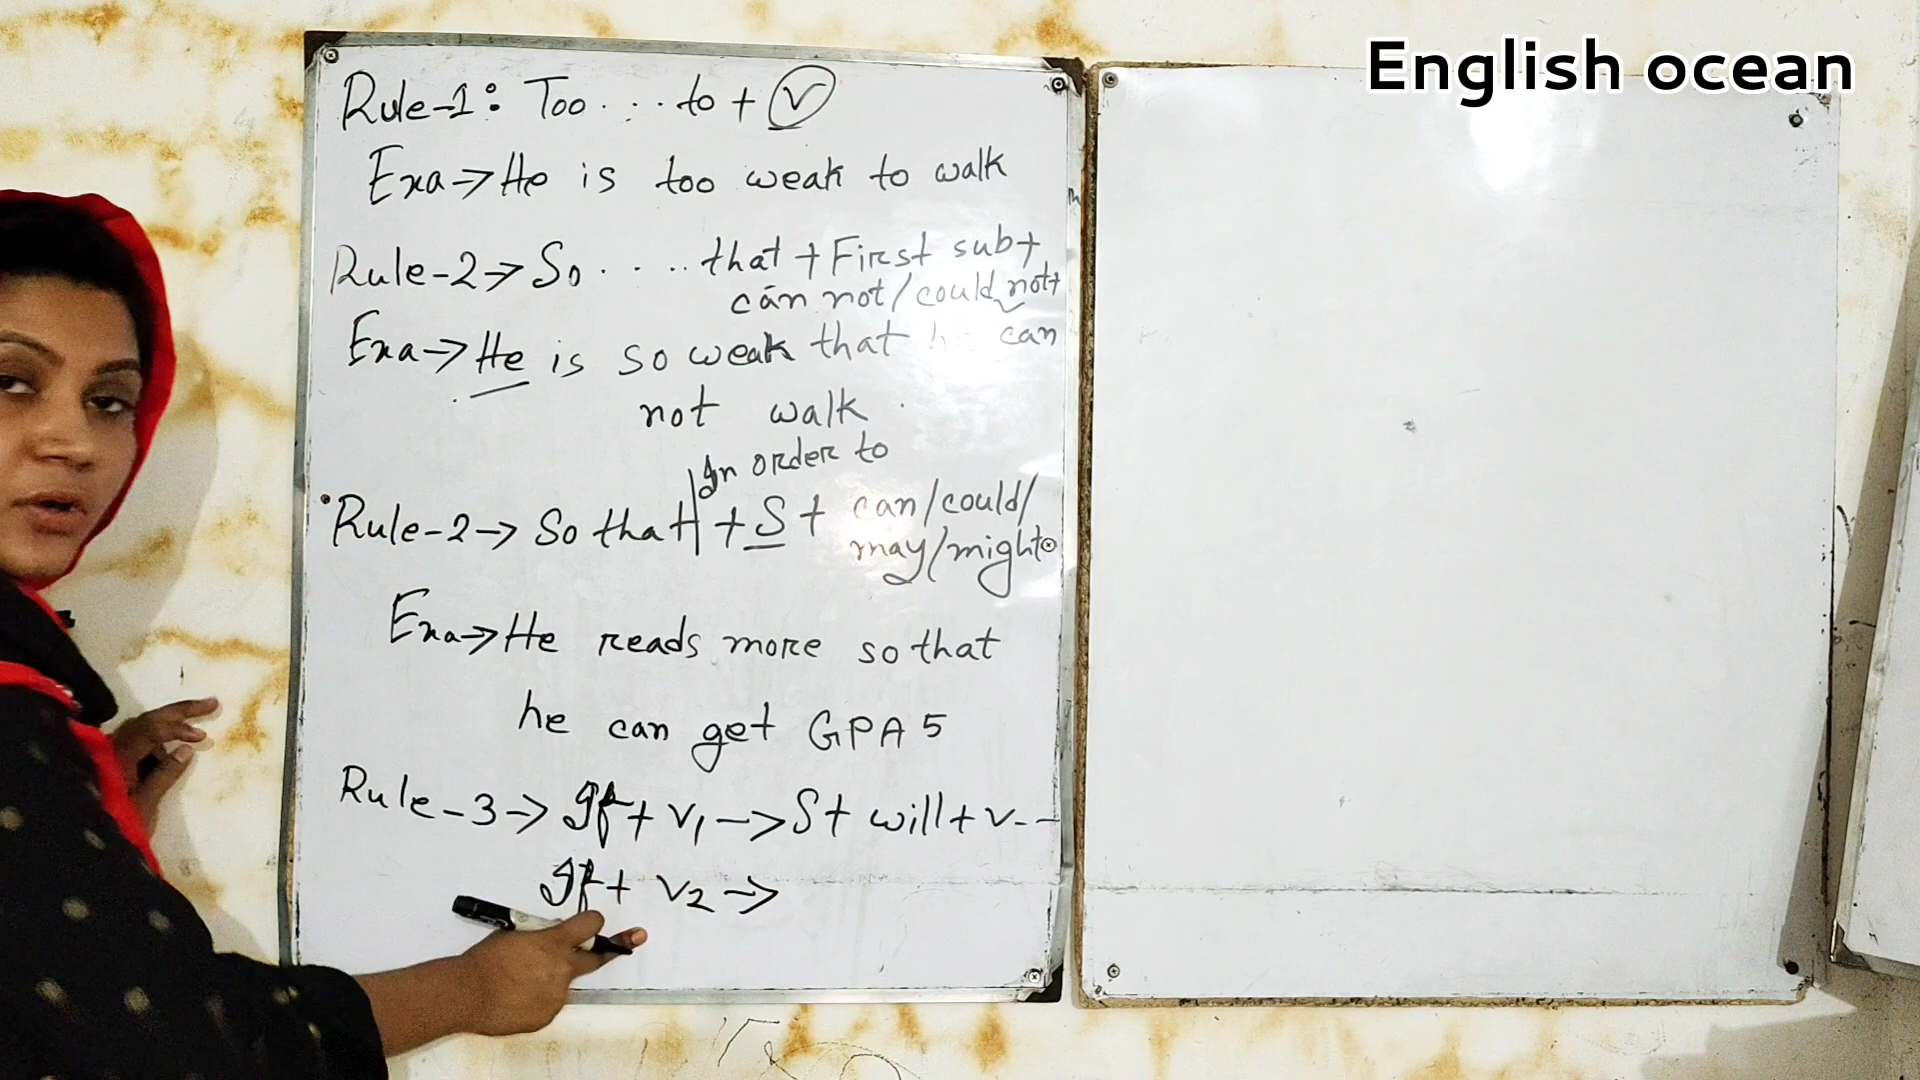 English ocean
Rule-1: Too . . . . to + V
Exa→ He is too weak to walk
Rule-2→ So . . . . . that + First sub +
can not/could not+
Exa→ He is so weak that he can
not walk
In order to
Rule-2→ So that + S + can/could/
may/might
Exa→ He reads more so that
he can get GPA 5
Rule-3→ If + V1 → S + will + v--
If + V2 →